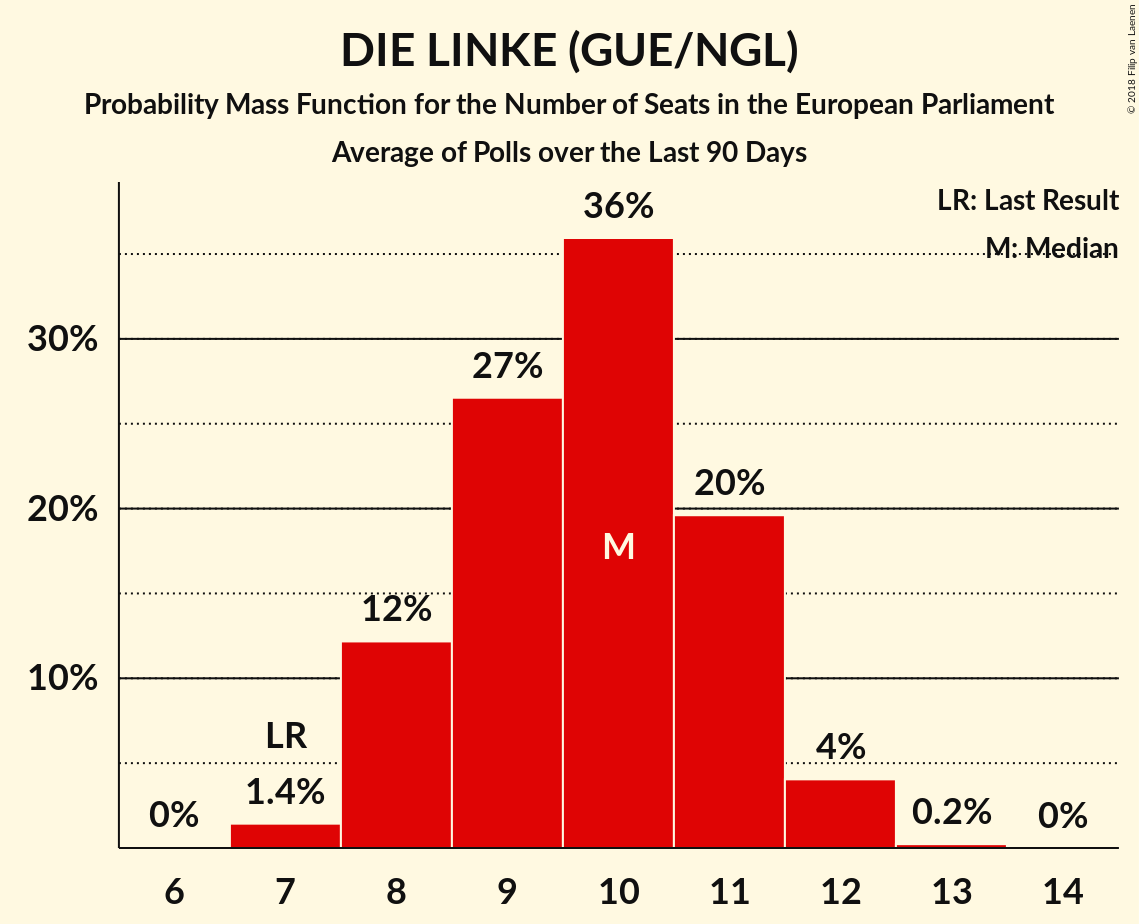 DIE LINKE (GUE/NGL)
Probability Mass Function for the Number of Seats in the European Parliament
Average of Polls over the Last 90 Days
© 2018 Filip van Laenen
LR: Last Result
M: Median
36%
30%
27%
20%
20%
M
12%
10%
LR
1.4%
0%
4%
0.2%
0%
6 7 8 9 10 11 12 13 14